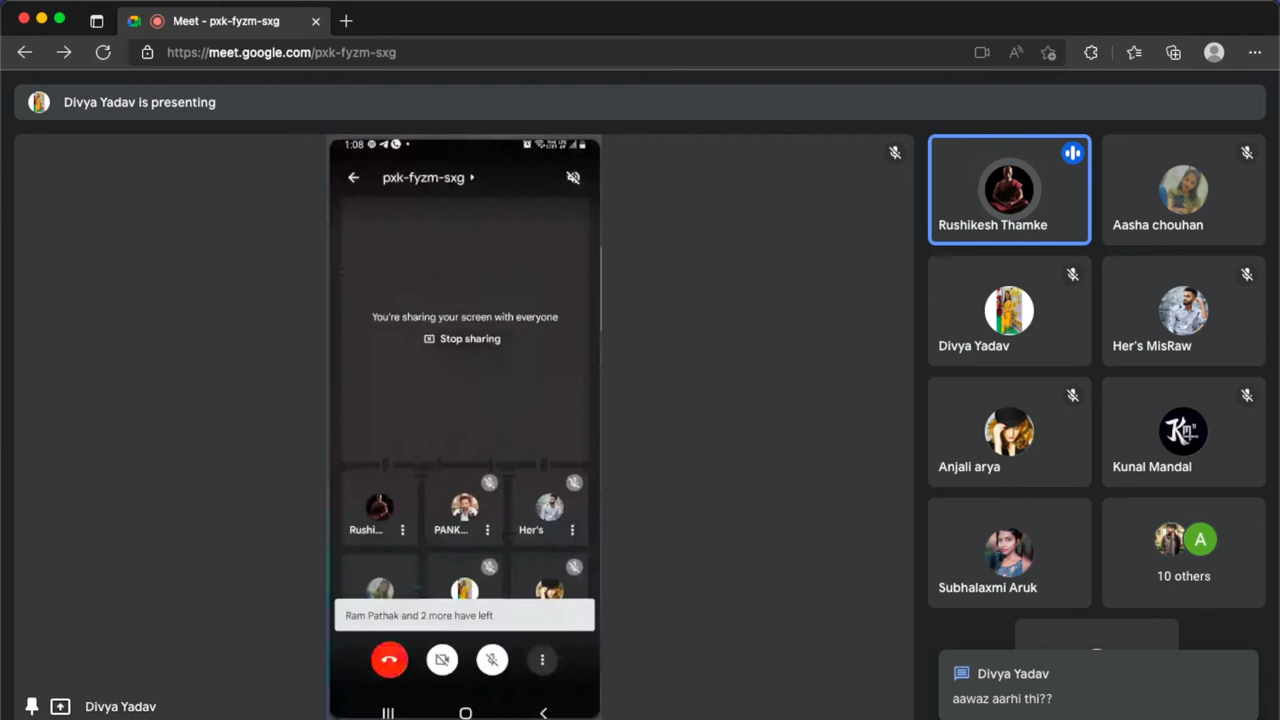 Meet - pxk-fyzm-sxg
https://meet.google.com/pxk-fyzm-sxg
Divya Yadav is presenting
1:08
pxk-fyzm-sxg
You're sharing your screen with everyone
Stop sharing
Rushi...
PANK...
Her's
Ram Pathak and 2 more have left
Divya Yadav
Rushikesh Thamke
Aasha chouhan
Divya Yadav
Her's MisRaw
Anjali arya
Kunal Mandal
Subhalaxmi Aruk
A
10 others
Divya Yadav
aawaz aarhi thi??